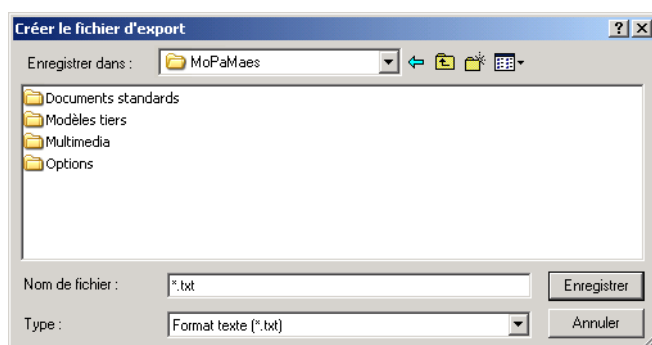 Créer le fichier d'export
Enregistrer dans :
MoPaMaes
Documents standards
Modèles tiers
Multimedia
Options
Nom de fichier :
*.txt
Enregistrer
Type :
Format texte (*.txt)
Annuler